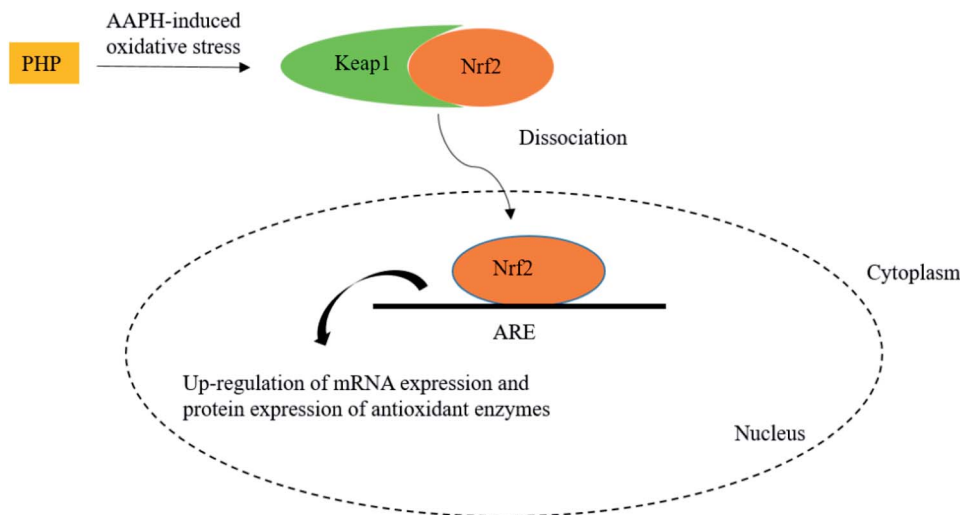 AAPH-induced
oxidative stress
PHP
Keap1
Nrf2
Dissociation
Nrf2
Cytoplasm
ARE
Up-regulation of mRNA expression and
protein expression of antioxidant enzymes
Nucleus